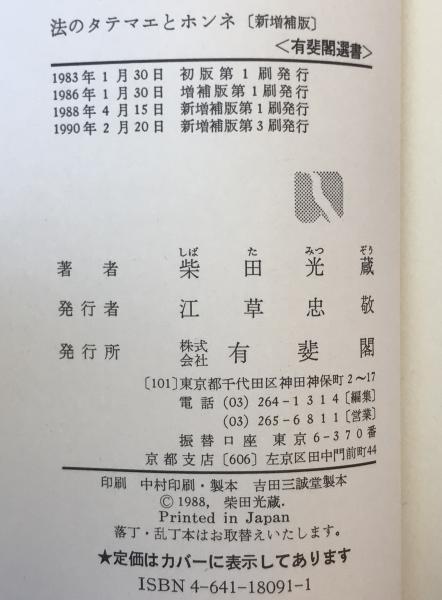 法のタテマエとホンネ〔新増補版〕
<有斐閣選書>
1983年1月30日 初版第1刷発行
1986年1月30日 増補版第1刷発行
1988年4月15日 新増補版第1刷発行
1990年2月20日 新増補版第3刷発行
しば た みつ ぞう
著者 柴田光蔵
発行者 江草忠敬
発行所 株式会社 有斐閣
〔101〕東京都千代田区神田神保町2~17
電話 (03) 264-1314〔編集〕
(03) 265-6811〔営業〕
振替口座 東京6-370番
京都支店〔606〕左京区田中門前町44
印刷 中村印刷・製本 吉田三誠堂製本
© 1988, 柴田光蔵.
Printed in Japan
落丁・乱丁本はお取替えいたします。
★定価はカバーに表示してあります
ISBN 4-641-18091-1